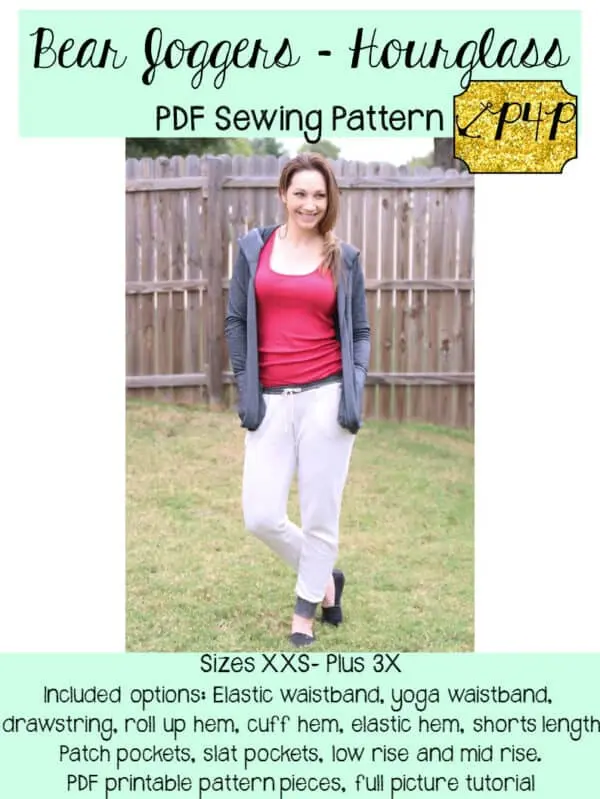 Bear Joggers - Hourglass
PDF Sewing Pattern
P4P
Sizes XXS- Plus 3X
Included options: Elastic waistband, yoga waistband,
drawstring, roll up hem, cuff hem, elastic hem, shorts length
Patch pockets, slat pockets, low rise and mid rise.
PDF printable pattern pieces, full picture tutorial